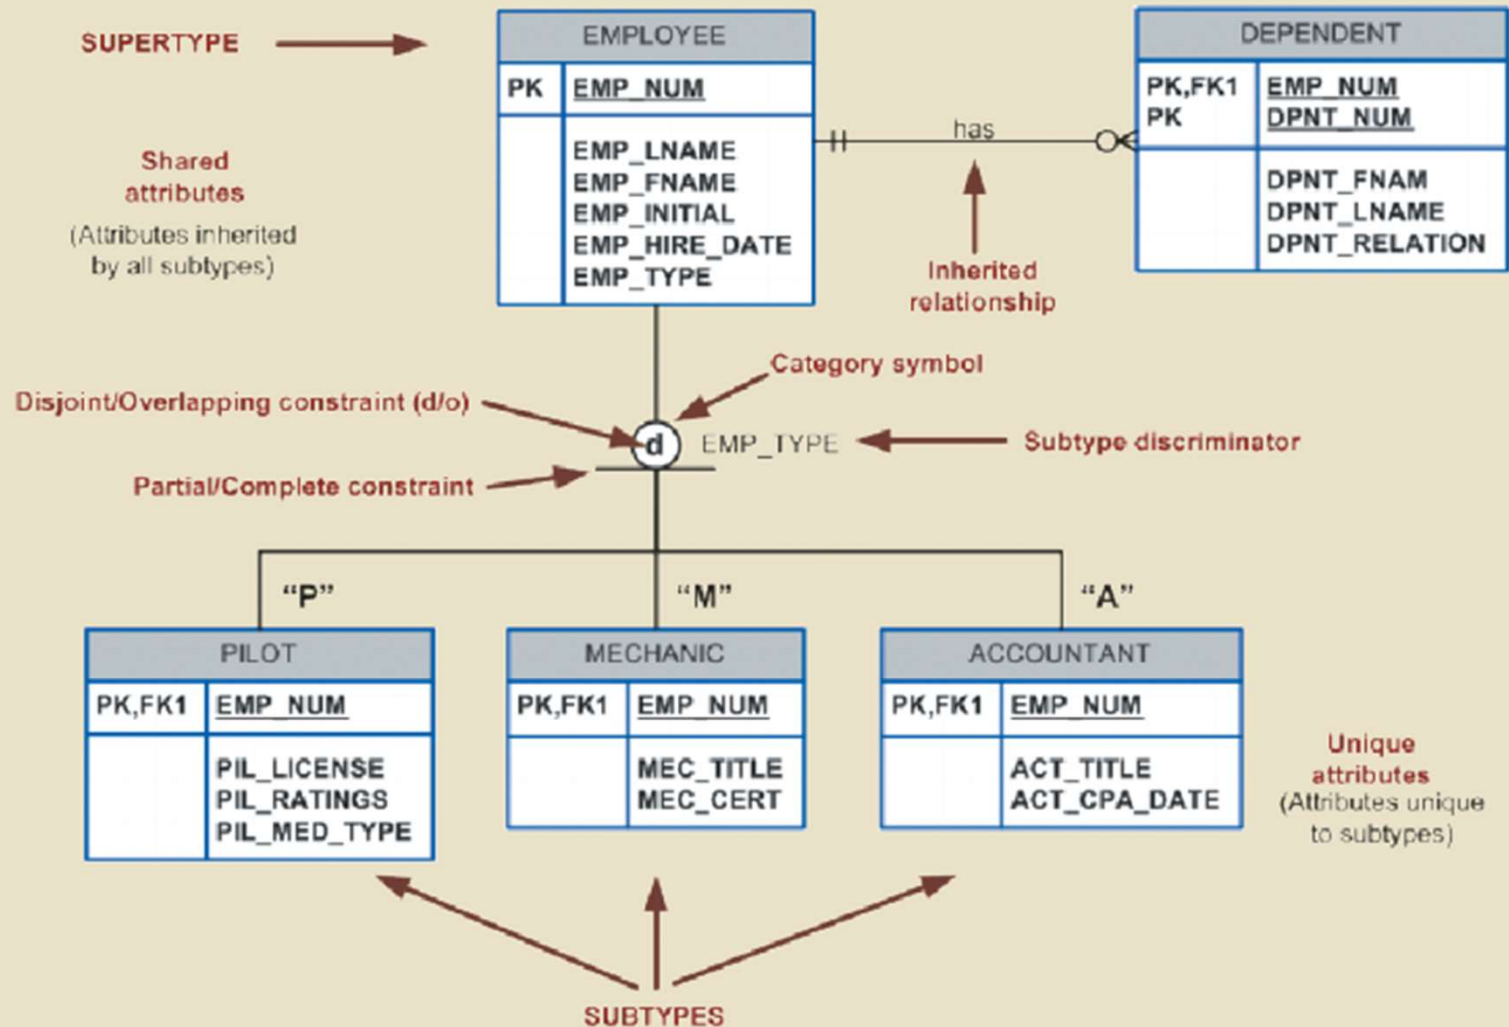 SUPERTYPE
EMPLOYEE
PK EMP_NUM
EMP_LNAME
EMP_FNAME
EMP_INITIAL
EMP_HIRE_DATE
EMP_TYPE
has
DEPENDENT
PK,FK1 EMP_NUM
PK DPNT_NUM
DPNT_FNAM
DPNT_LNAME
DPNT_RELATION
Shared
attributes
(Attributes inherited
by all subtypes)
Inherited
relationship
Category symbol
Disjoint/Overlapping constraint (d/o)
d
EMP_TYPE
Subtype discriminator
Partial/Complete constraint
“P”
“M”
“A”
PILOT
PK,FK1 EMP_NUM
PIL_LICENSE
PIL_RATINGS
PIL_MED_TYPE
MECHANIC
PK,FK1 EMP_NUM
MEC_TITLE
MEC_CERT
ACCOUNTANT
PK,FK1 EMP_NUM
ACT_TITLE
ACT_CPA_DATE
Unique
attributes
(Attributes unique
to subtypes)
SUBTYPES